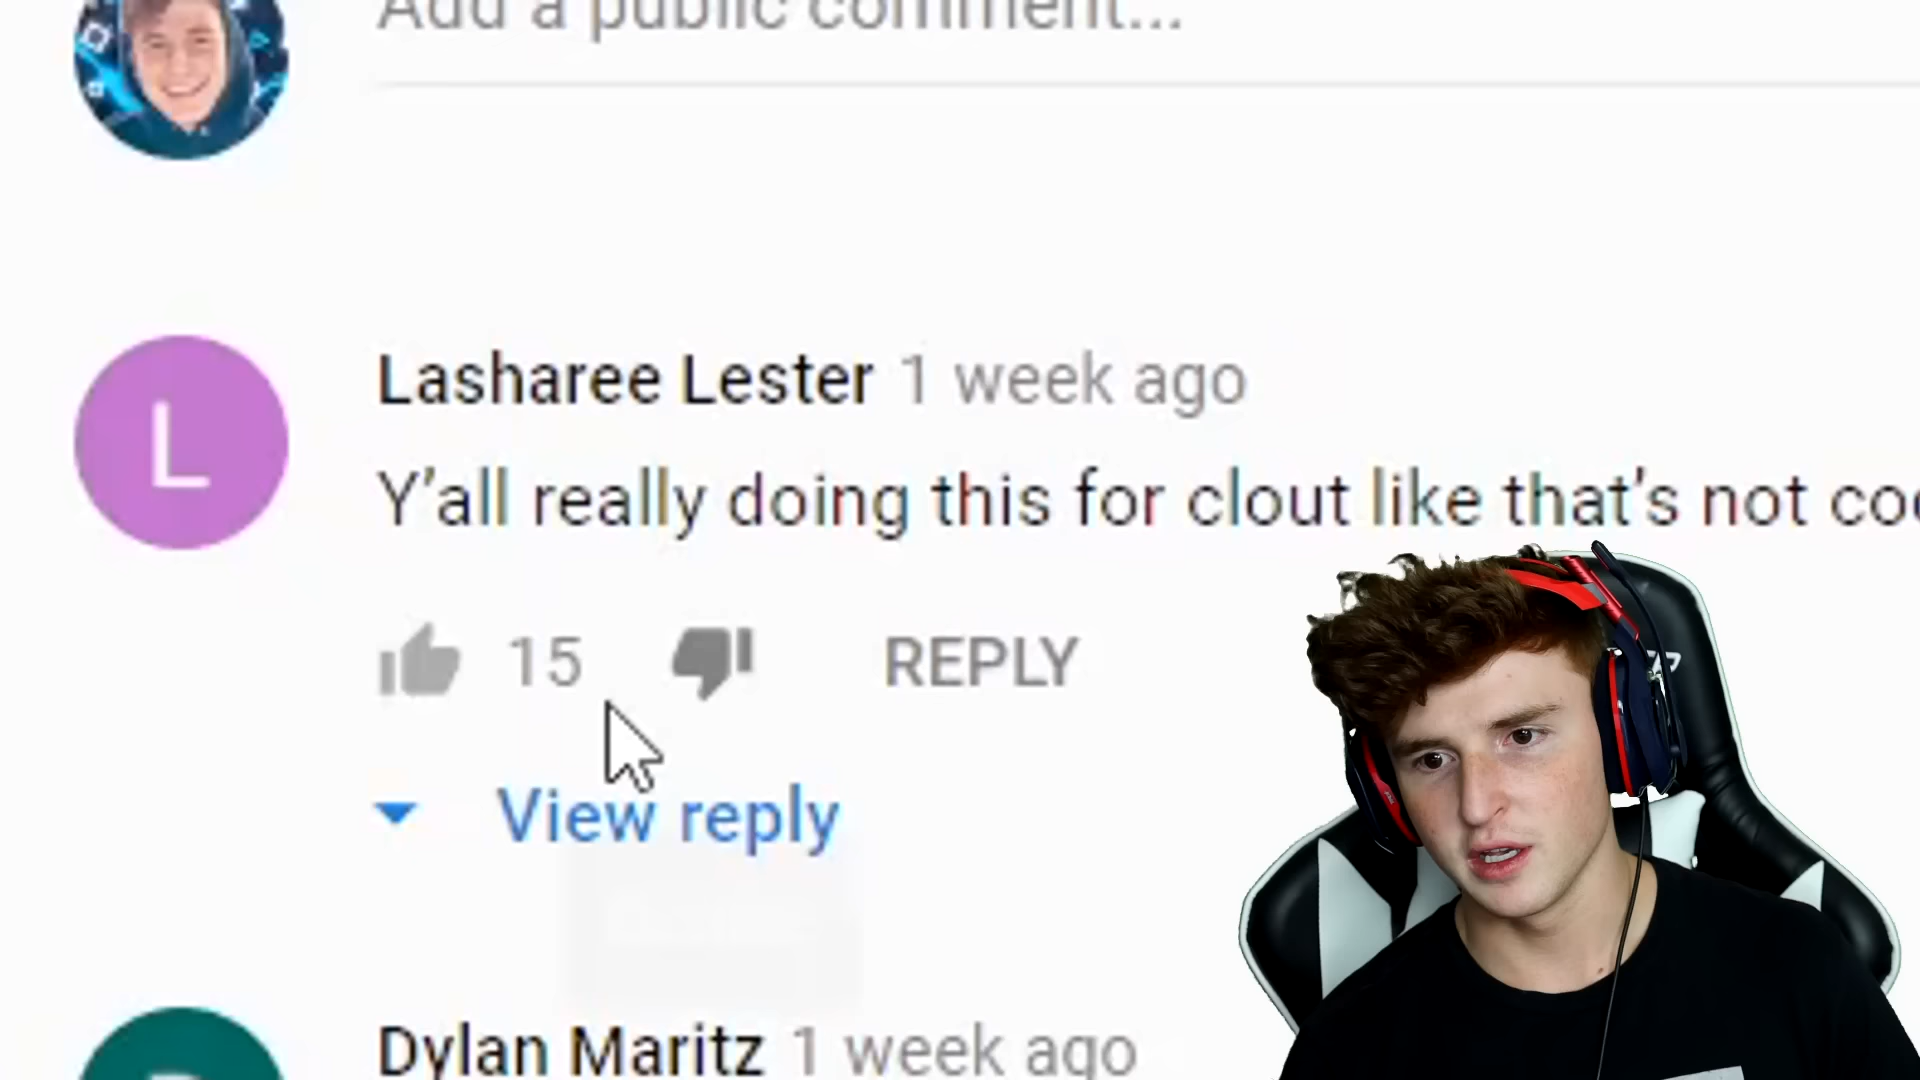 Add a public comment...
Lasharee Lester 1 week ago
Y'all really doing this for clout like that's not
L
15 REPLY
View reply
Dylan Maritz 1 week ago